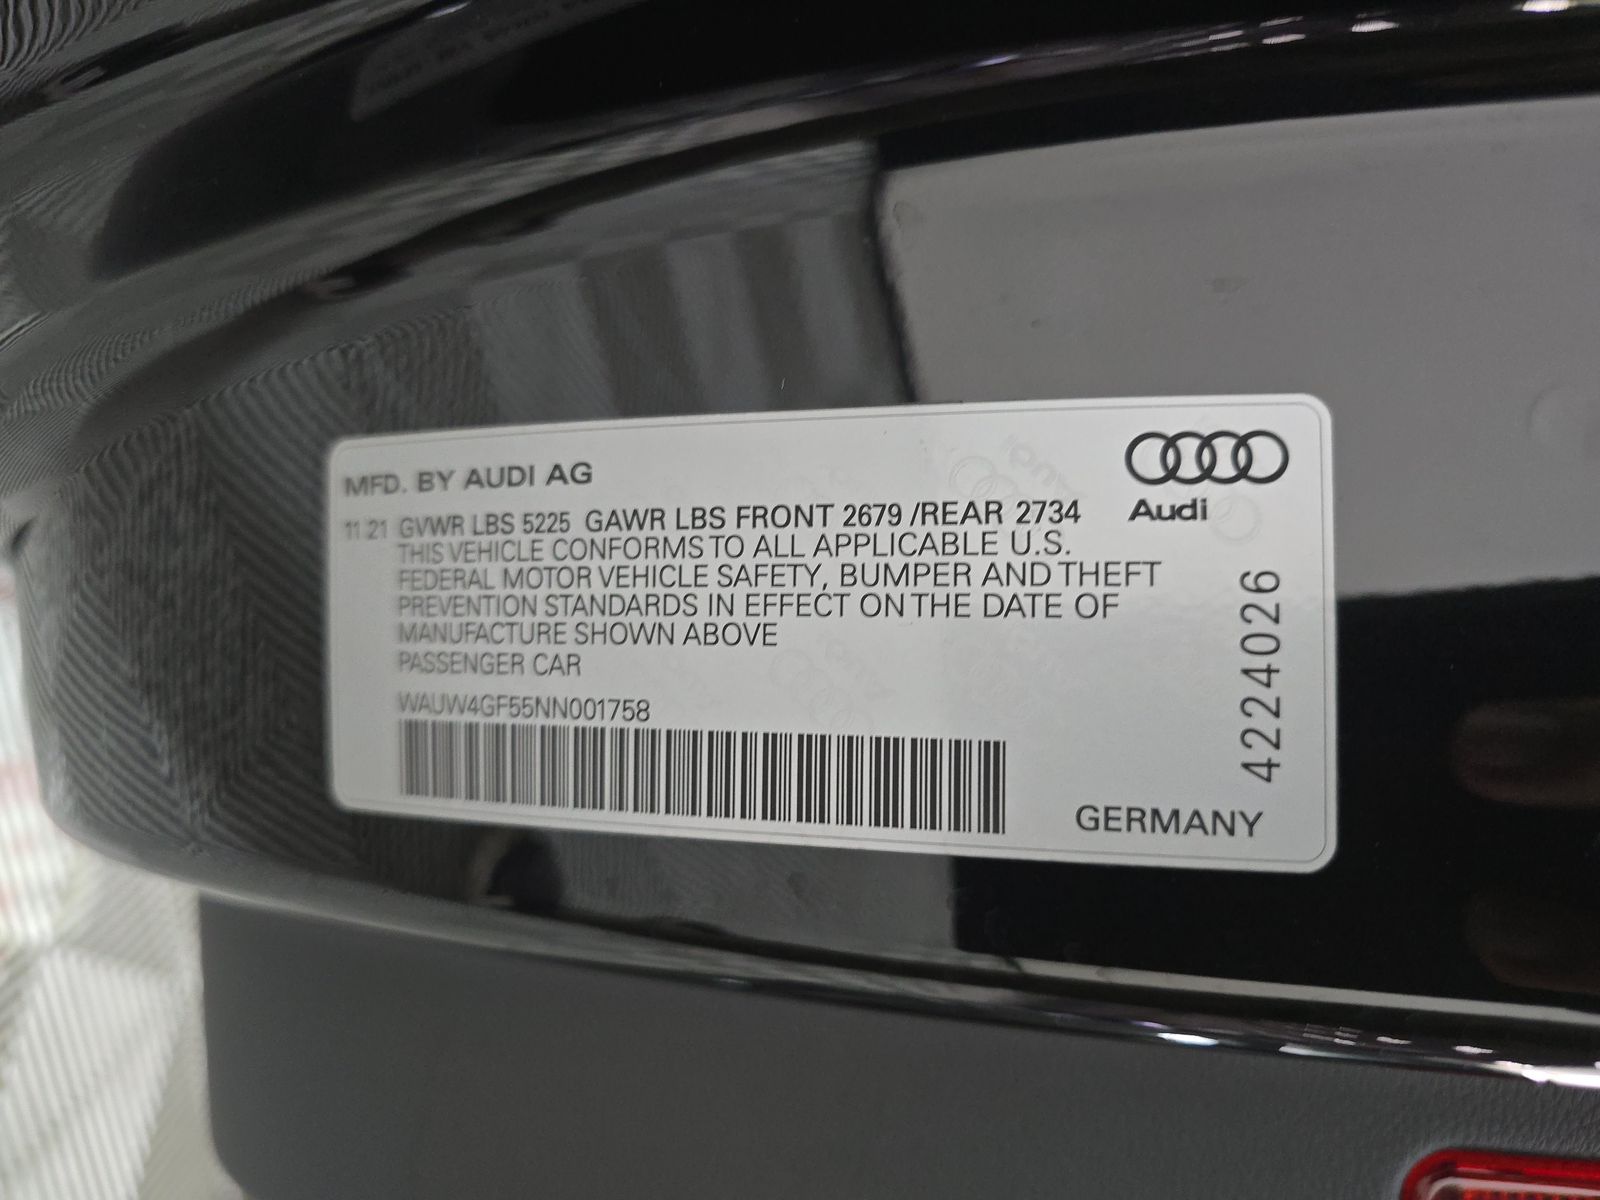 MFD. BY AUDI AG
Audi
11 21 GVWR LBS 5225 GAWR LBS FRONT 2679 /REAR 2734
THIS VEHICLE CONFORMS TO ALL APPLICABLE U.S.
FEDERAL MOTOR VEHICLE SAFETY, BUMPER AND THEFT
PREVENTION STANDARDS IN EFFECT ON THE DATE OF
MANUFACTURE SHOWN ABOVE
PASSENGER CAR
WAUW4GF55NN001758
4224026
GERMANY